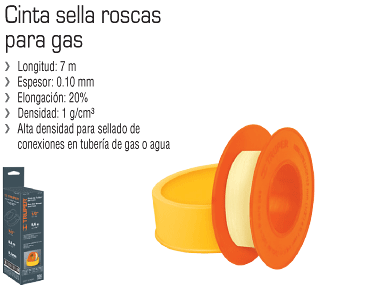 Cinta sella roscas
para gas
› Longitud: 7 m
› Espesor: 0.10 mm
› Elongación: 20%
› Densidad: 1 g/cm³
› Alta densidad para sellado de
conexiones en tubería de gas o agua
TRUPER